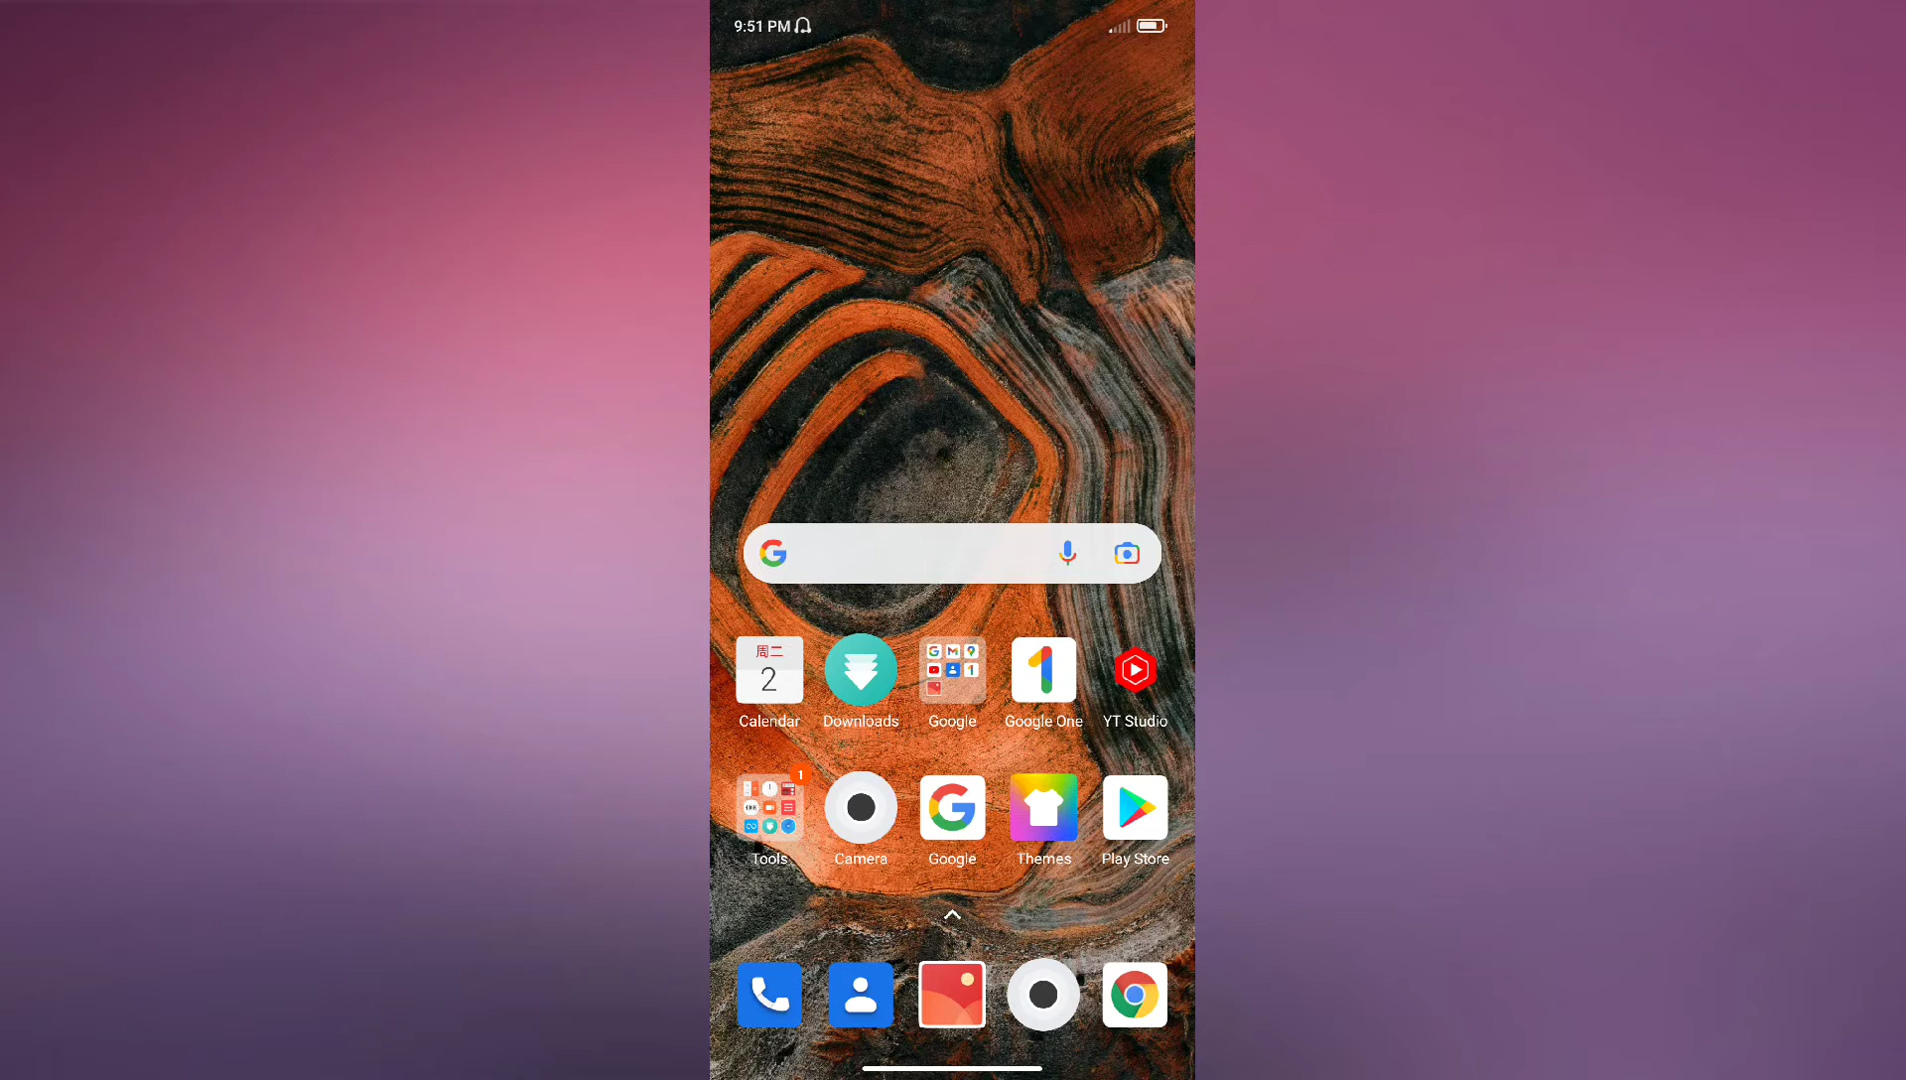 9:51 PM
周二
2
Calendar
Downloads
Google
Google One
YT Studio
1
Tools
Camera
Google
Themes
Play Store